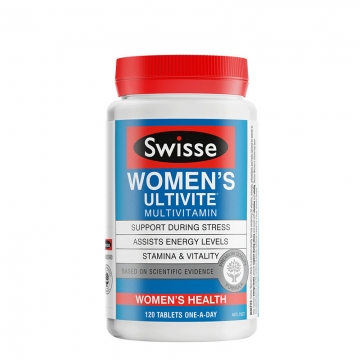 Swisse
WOMEN'S
ULTIVITE
MULTIVITAMIN
SUPPORT DURING STRESS
ASSISTS ENERGY LEVELS
STAMINA & VITALITY
BASED ON SCIENTIFIC EVIDENCE
WOMEN'S HEALTH
120 TABLETS ONE-A-DAY